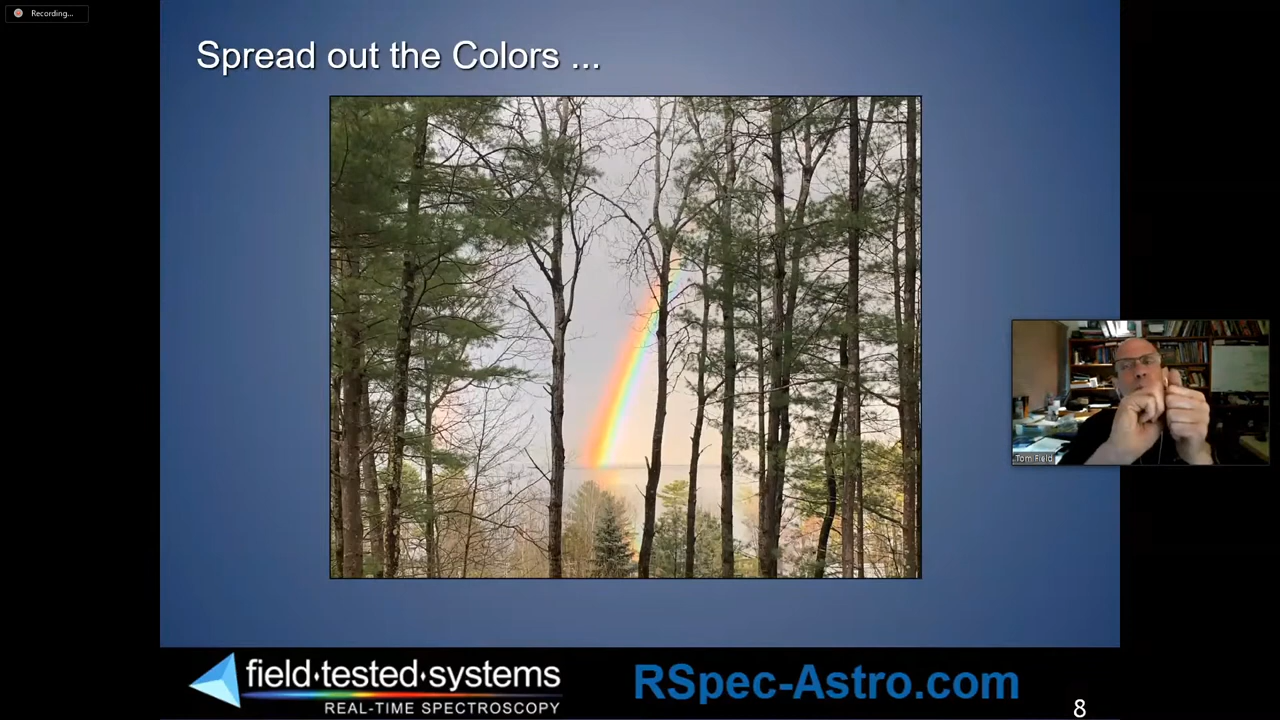 Recording...
Spread out the Colors ...
Tom Field
field·tested·systems
REAL-TIME SPECTROSCOPY
RSpec-Astro.com
8